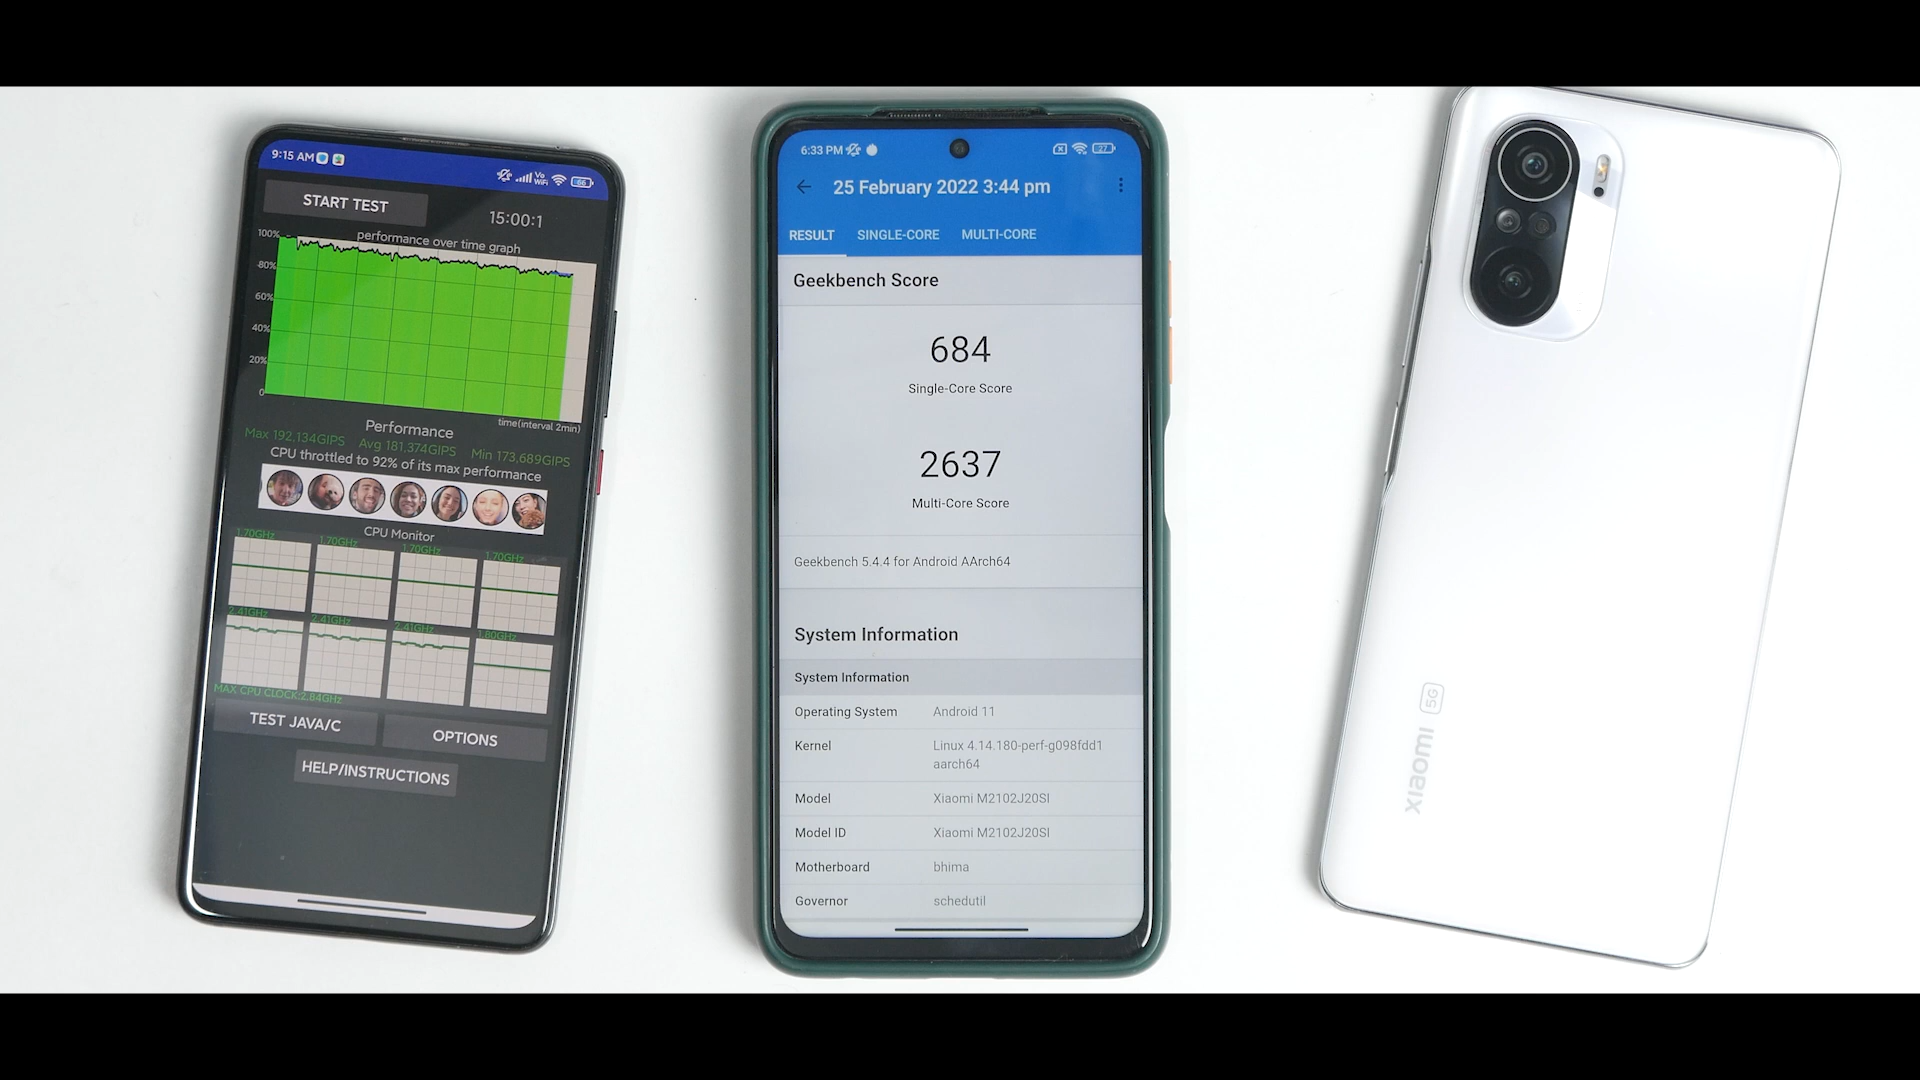 9:15 AM
Vo
WiFi
66
START TEST
15:00:1
performance over time graph
100%
80%
60%
40%
20%
0
time(interval 2min)
Performance
Max 192,134GIPS Avg 181,374GIPS Min 173,689GIPS
CPU throttled to 92% of its max performance
CPU Monitor
1.70GHz 1.70GHz 1.70GHz 1.70GHz
2.41GHz 2.41GHz 2.41GHz 1.80GHz
MAX CPU CLOCK:2.84GHz
TEST JAVA/C
OPTIONS
HELP/INSTRUCTIONS
6:33 PM
27
25 February 2022 3:44 pm
RESULT SINGLE-CORE MULTI-CORE
Geekbench Score
684
Single-Core Score
2637
Multi-Core Score
Geekbench 5.4.4 for Android AArch64
System Information
System Information
Operating System Android 11
Kernel Linux 4.14.180-perf-g098fdd1
aarch64
Model Xiaomi M2102J20SI
Model ID Xiaomi M2102J20SI
Motherboard bhima
Governor schedutil
xiaomi 5G